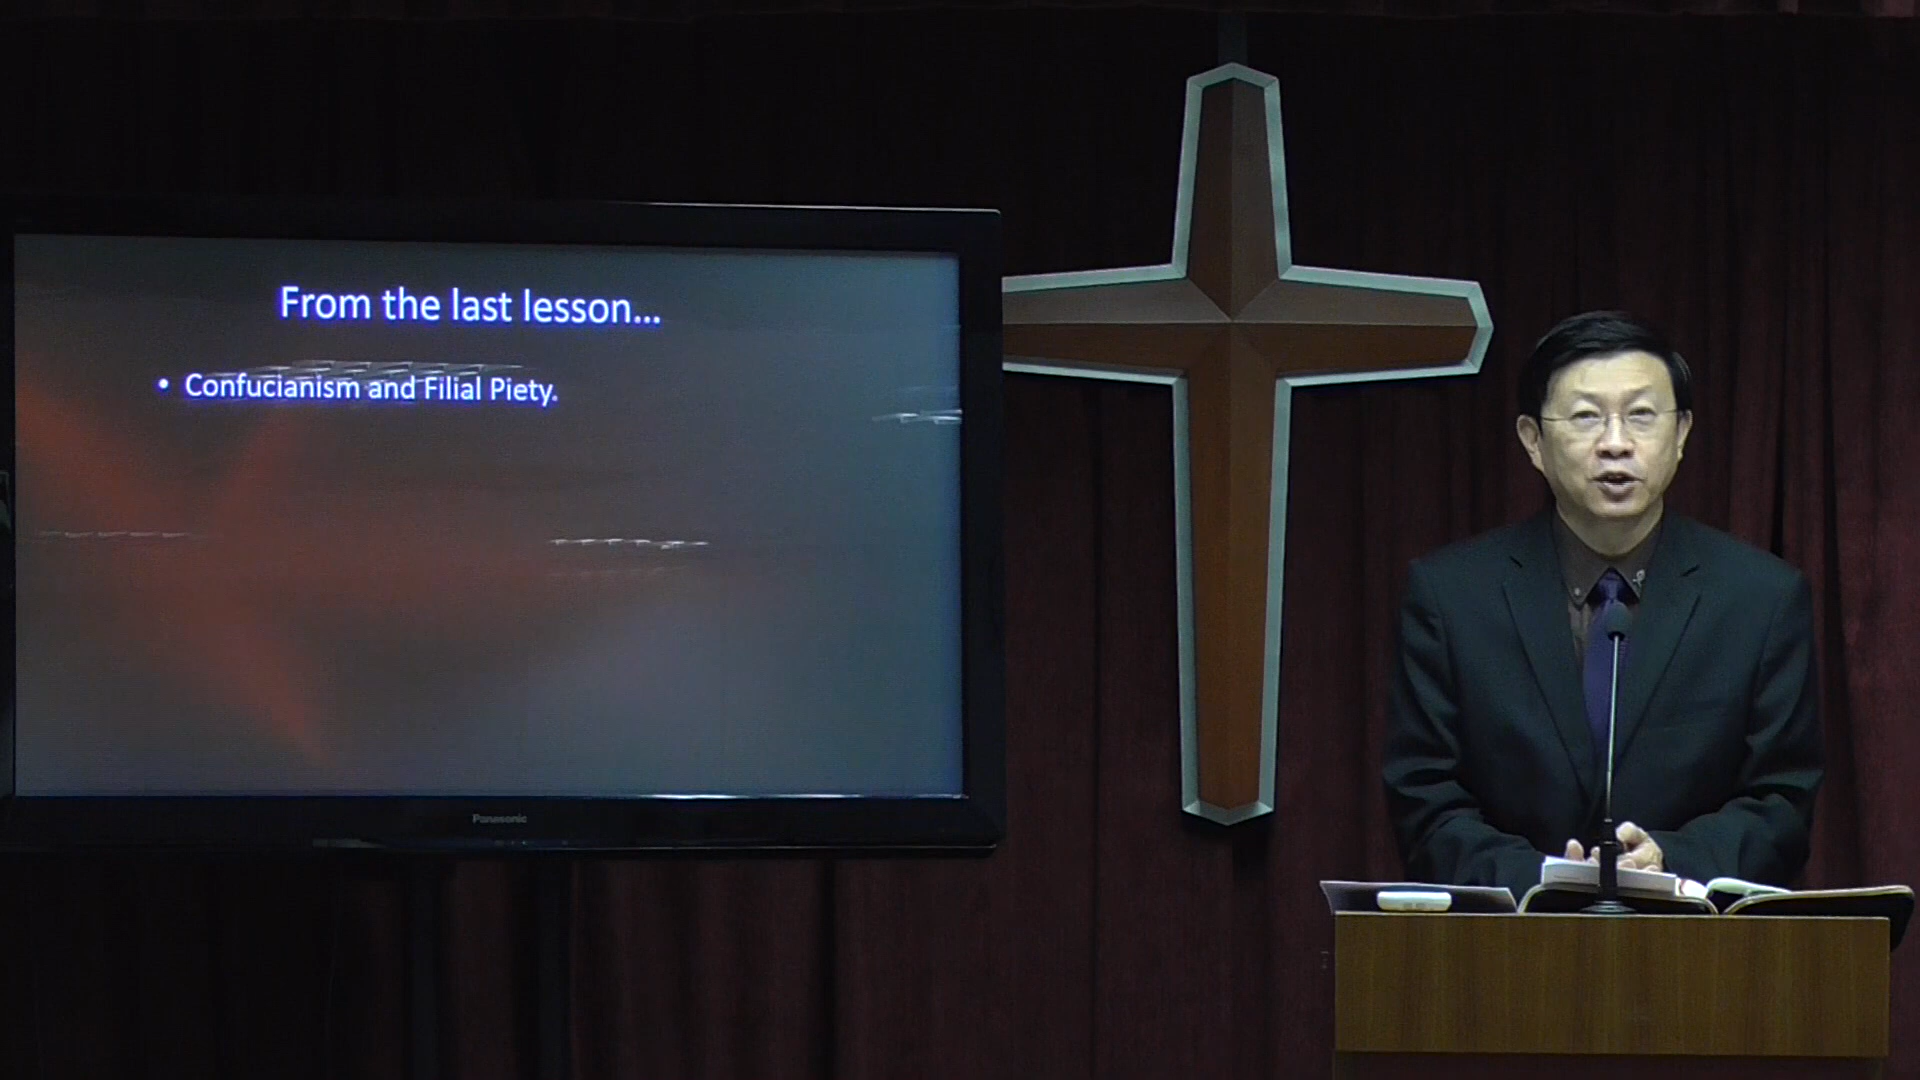 From the last lesson...
• Confucianism and Filial Piety.
Panasonic